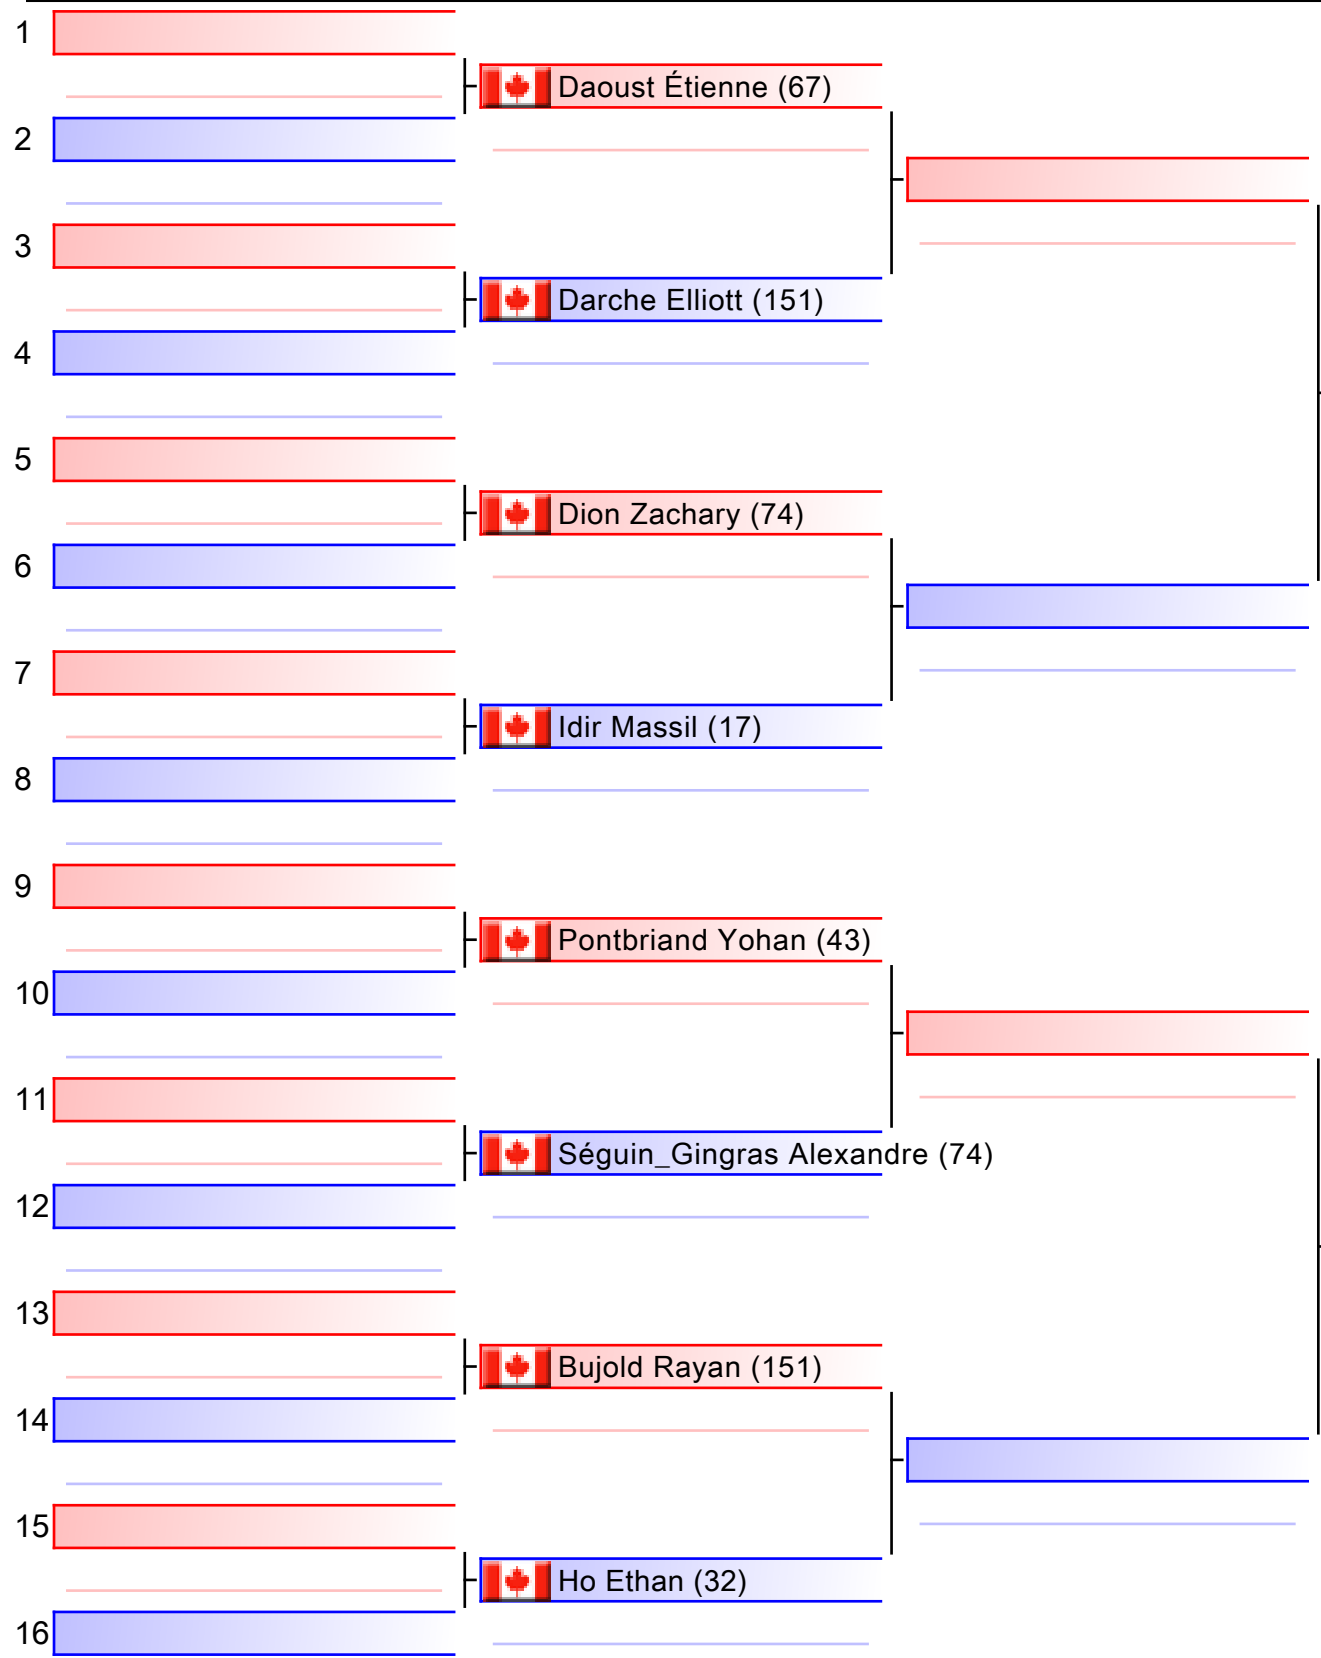 1
Daoust Étienne (67)
2
3
Darche Elliott (151)
4
5
Dion Zachary (74)
6
7
Idir Massil (17)
8
9
Pontbriand Yohan (43)
10
11
Séguin_Gingras Alexandre (74)
12
13
Bujold Rayan (151)
14
15
Ho Ethan (32)
16